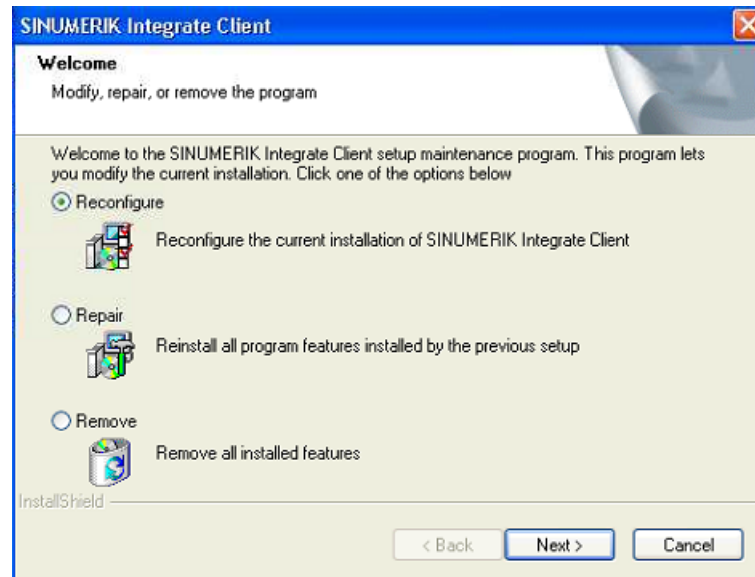 SINUMERIK Integrate Client
Welcome
Modify, repair, or remove the program
Welcome to the SINUMERIK Integrate Client setup maintenance program. This program lets
you modify the current installation. Click one of the options below
Reconfigure
Reconfigure the current installation of SINUMERIK Integrate Client
Repair
Reinstall all program features installed by the previous setup
Remove
Remove all installed features
InstallShield
< Back
Next >
Cancel